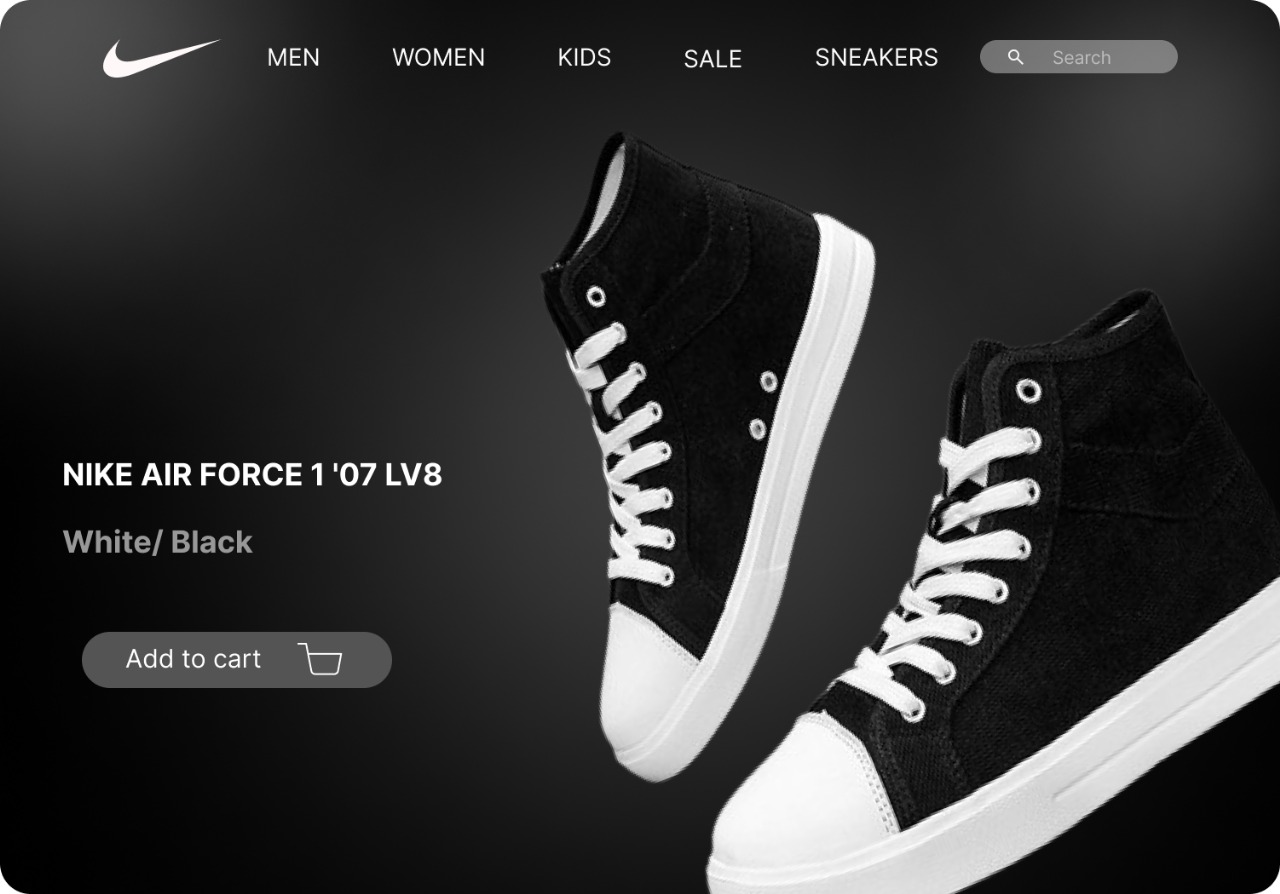 MEN WOMEN KIDS SALE SNEAKERS Search
NIKE AIR FORCE 1 '07 LV8
White/ Black
Add to cart